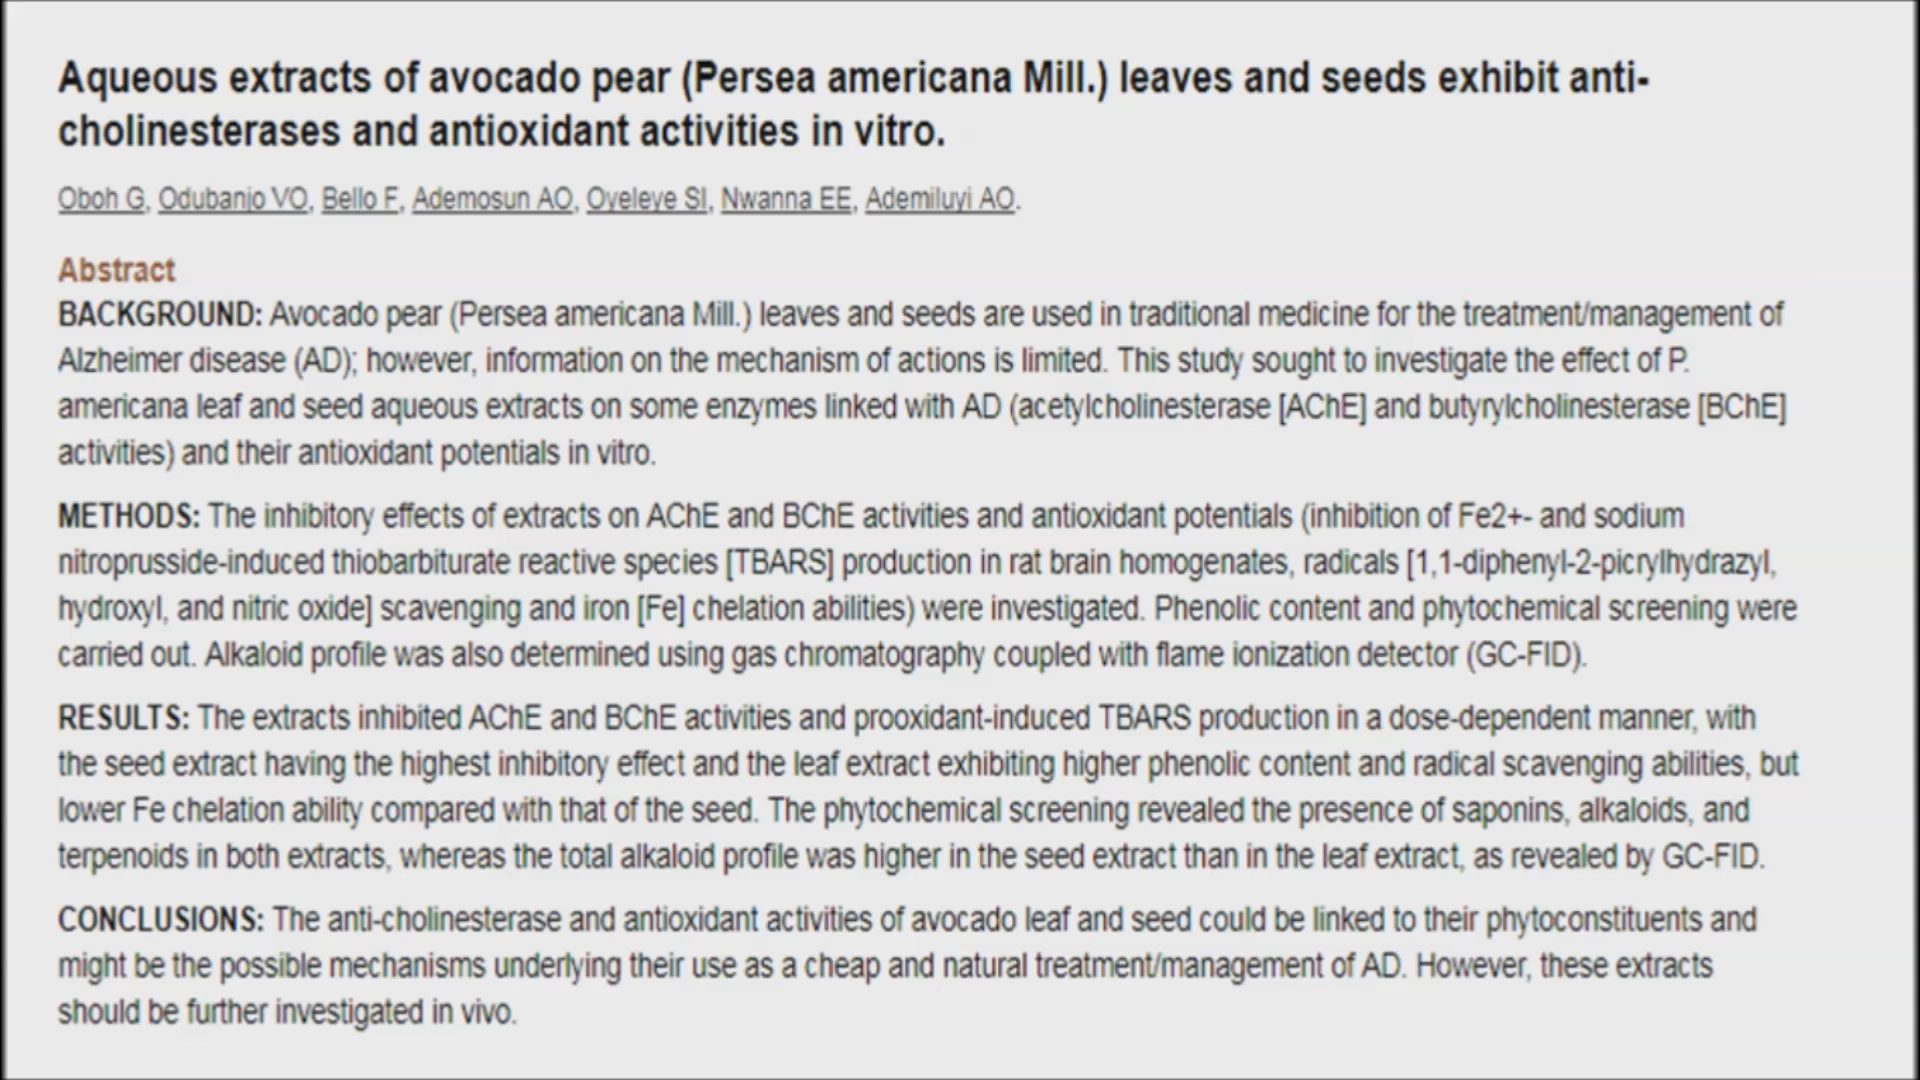 Aqueous extracts of avocado pear (Persea americana Mill.) leaves and seeds exhibit anti-
cholinesterases and antioxidant activities in vitro.
Oboh G, Odubanjo VO, Bello F, Ademosun AO, Oyeleye SI, Nwanna EE, Ademiluyi AO.
Abstract
BACKGROUND: Avocado pear (Persea americana Mill.) leaves and seeds are used in traditional medicine for the treatment/management of
Alzheimer disease (AD); however, information on the mechanism of actions is limited. This study sought to investigate the effect of P.
americana leaf and seed aqueous extracts on some enzymes linked with AD (acetylcholinesterase [AChE] and butyrylcholinesterase [BChE]
activities) and their antioxidant potentials in vitro.
METHODS: The inhibitory effects of extracts on AChE and BChE activities and antioxidant potentials (inhibition of Fe2+- and sodium
nitroprusside-induced thiobarbiturate reactive species [TBARS] production in rat brain homogenates, radicals [1,1-diphenyl-2-picrylhydrazyl,
hydroxyl, and nitric oxide] scavenging and iron [Fe] chelation abilities) were investigated. Phenolic content and phytochemical screening were
carried out. Alkaloid profile was also determined using gas chromatography coupled with flame ionization detector (GC-FID).
RESULTS: The extracts inhibited AChE and BChE activities and prooxidant-induced TBARS production in a dose-dependent manner, with
the seed extract having the highest inhibitory effect and the leaf extract exhibiting higher phenolic content and radical scavenging abilities, but
lower Fe chelation ability compared with that of the seed. The phytochemical screening revealed the presence of saponins, alkaloids, and
terpenoids in both extracts, whereas the total alkaloid profile was higher in the seed extract than in the leaf extract, as revealed by GC-FID.
CONCLUSIONS: The anti-cholinesterase and antioxidant activities of avocado leaf and seed could be linked to their phytoconstituents and
might be the possible mechanisms underlying their use as a cheap and natural treatment/management of AD. However, these extracts
should be further investigated in vivo.